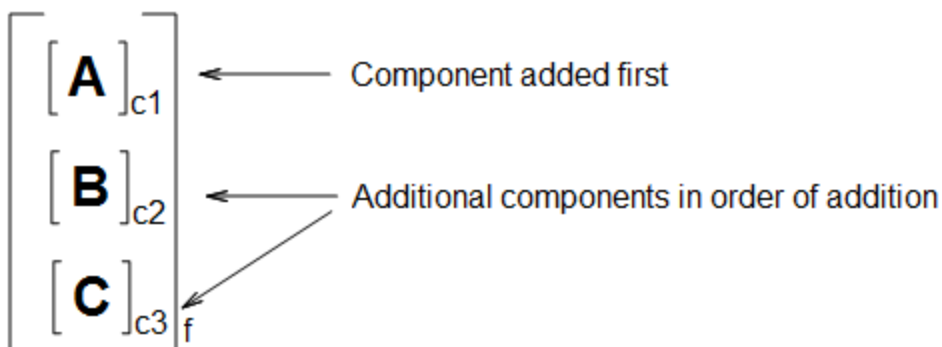 [A]c1 Component added first
[B]c2 Additional components in order of addition
[C]c3 f